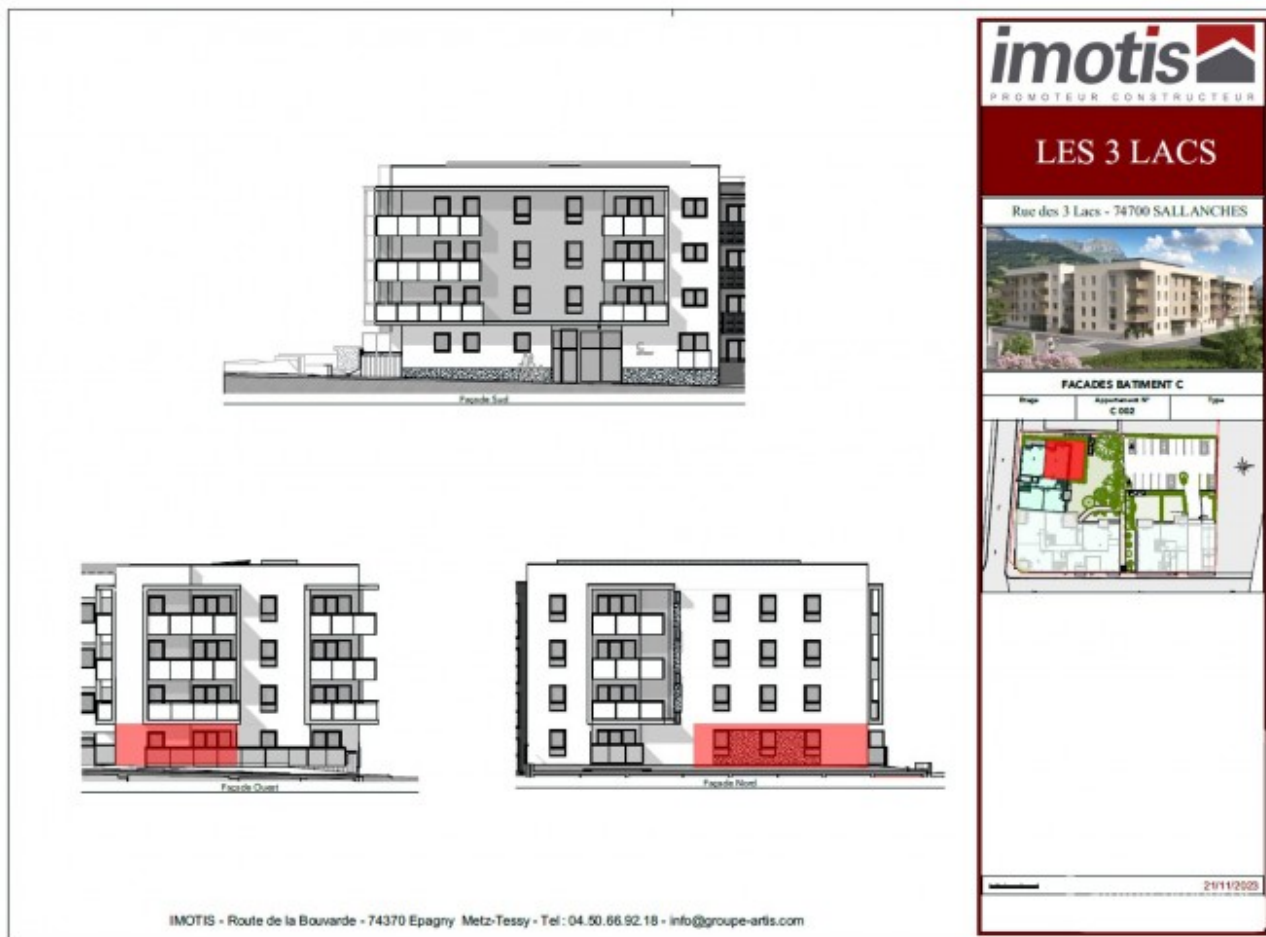 imotis
PROMOTEUR CONSTRUCTEUR
LES 3 LACS
Rue des 3 Lacs - 74700 SALLANCHES
FACADES BATIMENT C
Etage
Appartement N°
Type
C 002
Façade Sud
Façade Ouest
Façade Nord
21/11/2023
IMOTIS - Route de la Bouvarde - 74370 Epagny Metz-Tessy - Tel : 04.50.66.92.18 - info@groupe-artis.com